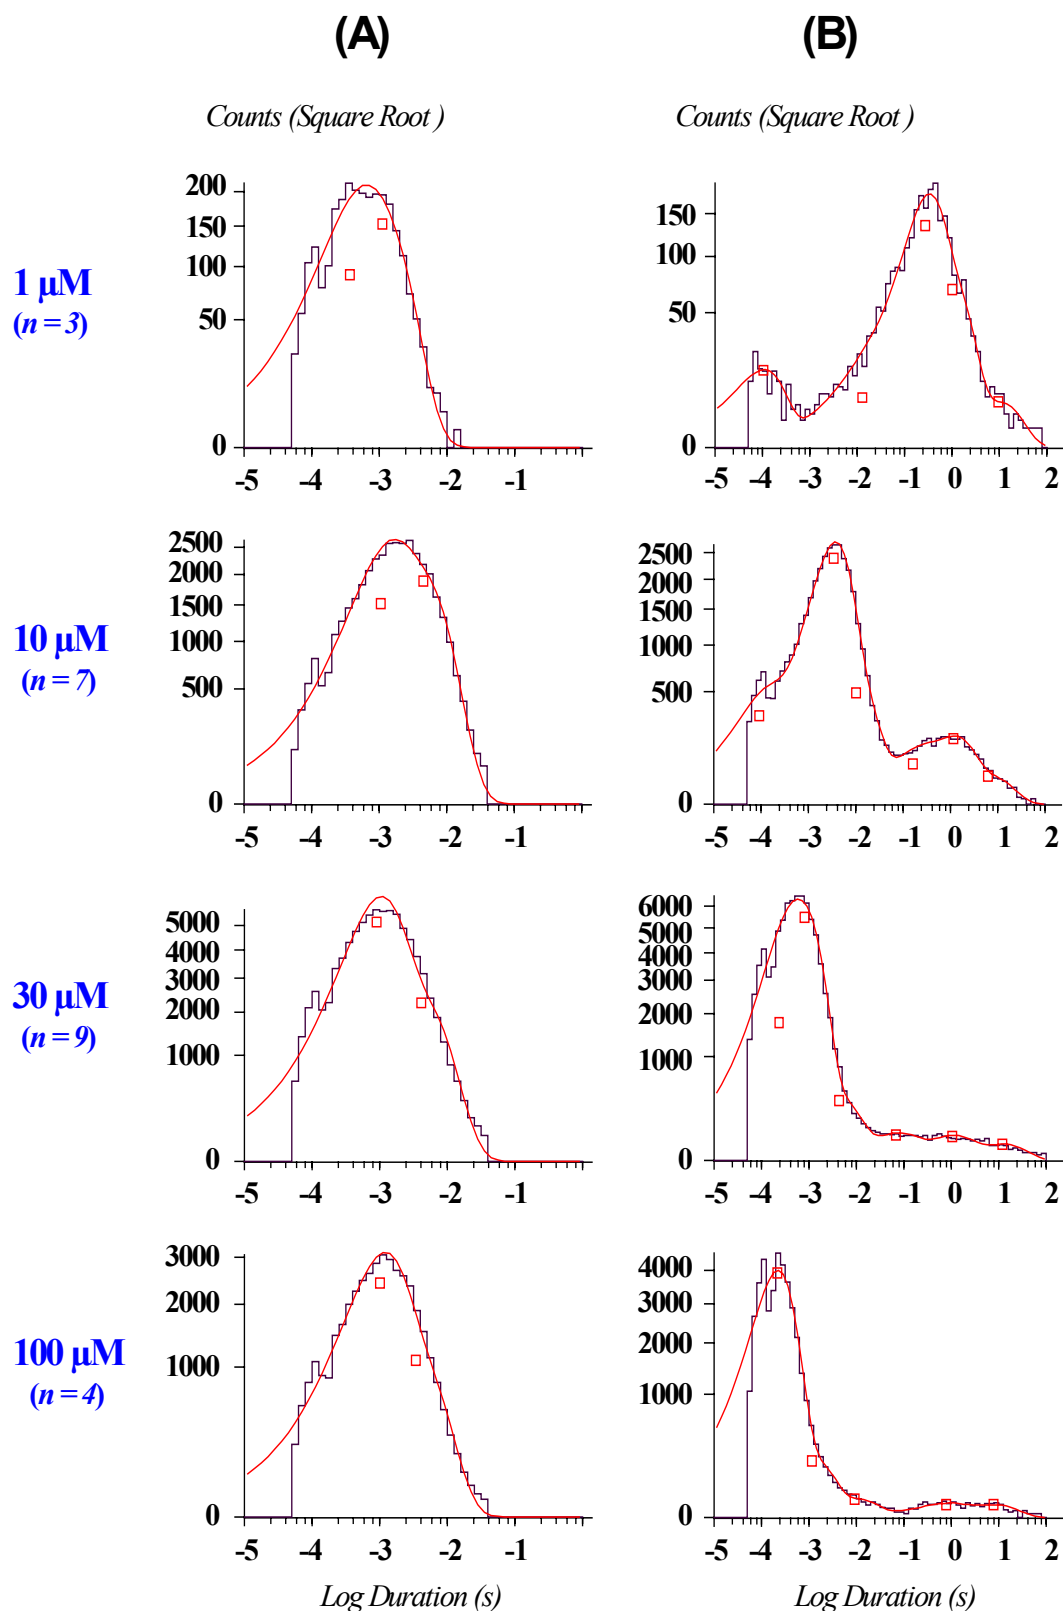 (A) (B)
Counts (Square Root ) Counts (Square Root )
1 µM
(n = 3)
200
150
100
50
0
-5 -4 -3 -2 -1
150
100
50
0
-5 -4 -3 -2 -1 0 1 2
10 µM
(n = 7)
2500
2000
1500
1000
500
0
-5 -4 -3 -2 -1
2500
2000
1500
1000
500
0
-5 -4 -3 -2 -1 0 1 2
30 µM
(n = 9)
5000
4000
3000
2000
1000
0
-5 -4 -3 -2 -1
6000
5000
4000
3000
2000
1000
0
-5 -4 -3 -2 -1 0 1 2
100 µM
(n = 4)
3000
2000
1000
0
-5 -4 -3 -2 -1
4000
3000
2000
1000
0
-5 -4 -3 -2 -1 0 1 2
Log Duration (s) Log Duration (s)